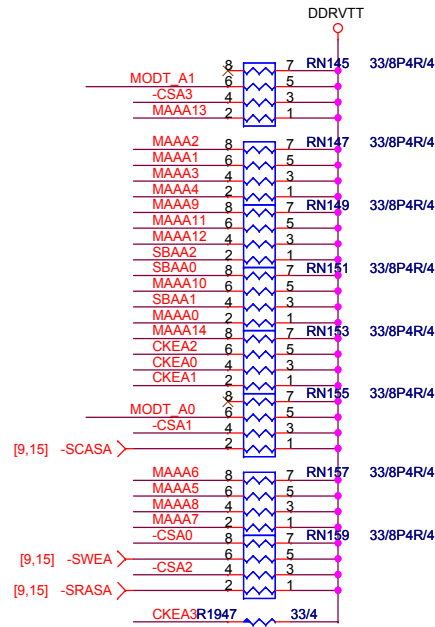 DDRVTT
8 7 RN145 33/8P4R/4
MODT_A1 6 5
-CSA3 4 3
MAAA13 2 1
MAAA2 8 7 RN147 33/8P4R/4
MAAA1 6 5
MAAA3 4 3
MAAA4 2 1
MAAA9 8 7 RN149 33/8P4R/4
MAAA11 6 5
MAAA12 4 3
SBAA2 2 1
SBAA0 8 7 RN151 33/8P4R/4
MAAA10 6 5
SBAA1 4 3
MAAA0 2 1
MAAA14 8 7 RN153 33/8P4R/4
CKEA2 6 5
CKEA0 4 3
CKEA1 2 1
8 7 RN155 33/8P4R/4
MODT_A0 6 5
-CSA1 4 3
[9,15] -SCASA 2 1
MAAA6 8 7 RN157 33/8P4R/4
MAAA5 6 5
MAAA8 4 3
MAAA7 2 1
-CSA0 8 7 RN159 33/8P4R/4
[9,15] -SWEA 6 5
-CSA2 4 3
[9,15] -SRASA 2 1
CKEA3 R1947 33/4